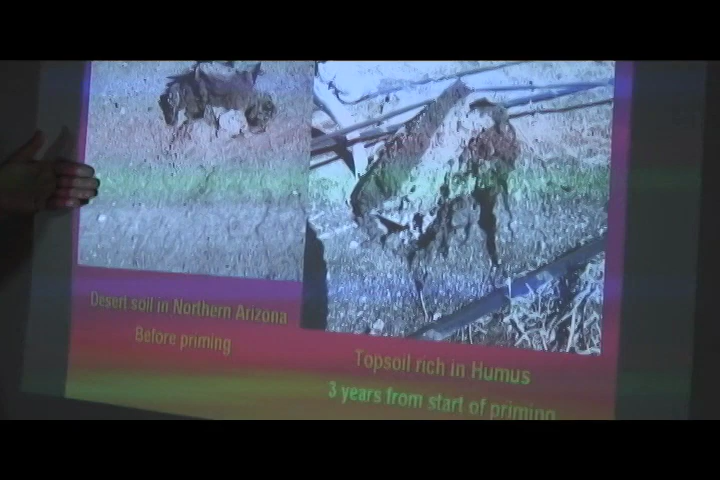 Desert soil in Northern Arizona
Before priming
Topsoil rich in Humus
3 years from start of priming